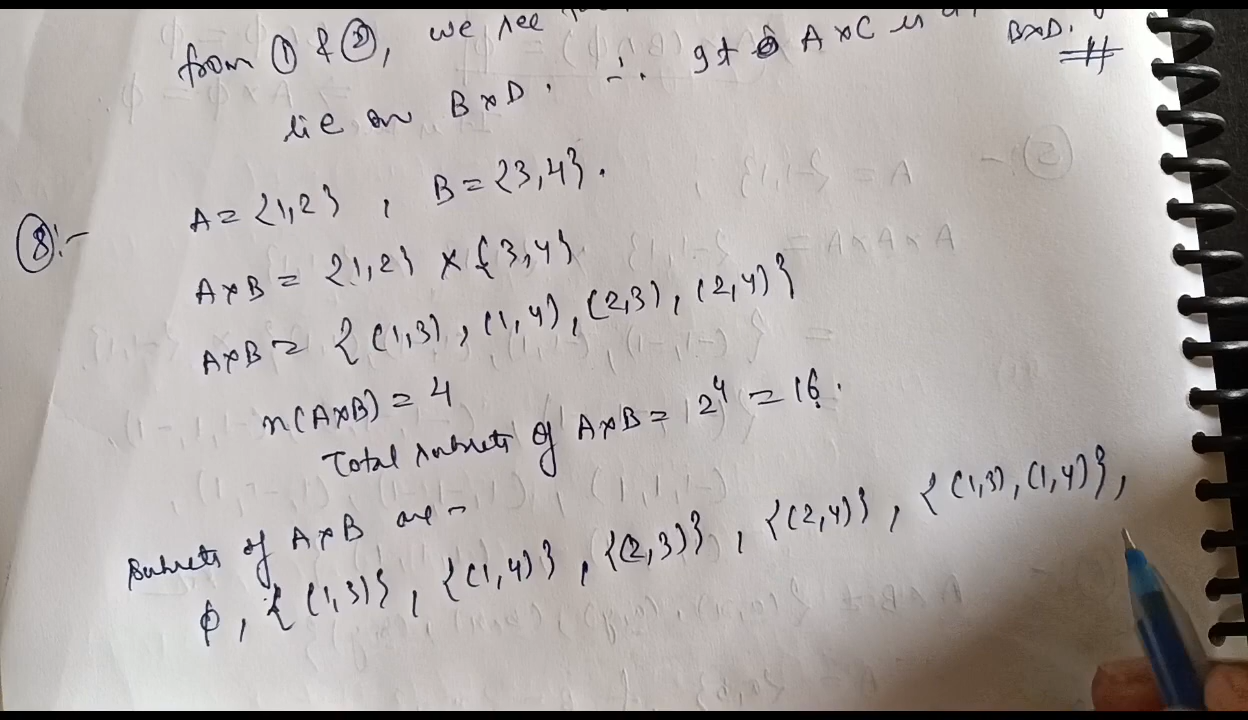 from ① & ②, we see
lie on B×D. ∴ gt A×C is B×D.
⑧:- A = {1,2} , B = {3,4}.
A×B = {1,2} × {3,4}
A×B = { (1,3), (1,4), (2,3), (2,4)}
n(A×B) = 4
Total subsets of A×B = 2⁴ = 16.
Subsets of A×B are -
φ, { (1,3)}, {(1,4)}, {(2,3)}, {(2,4)}, { (1,3), (1,4)},